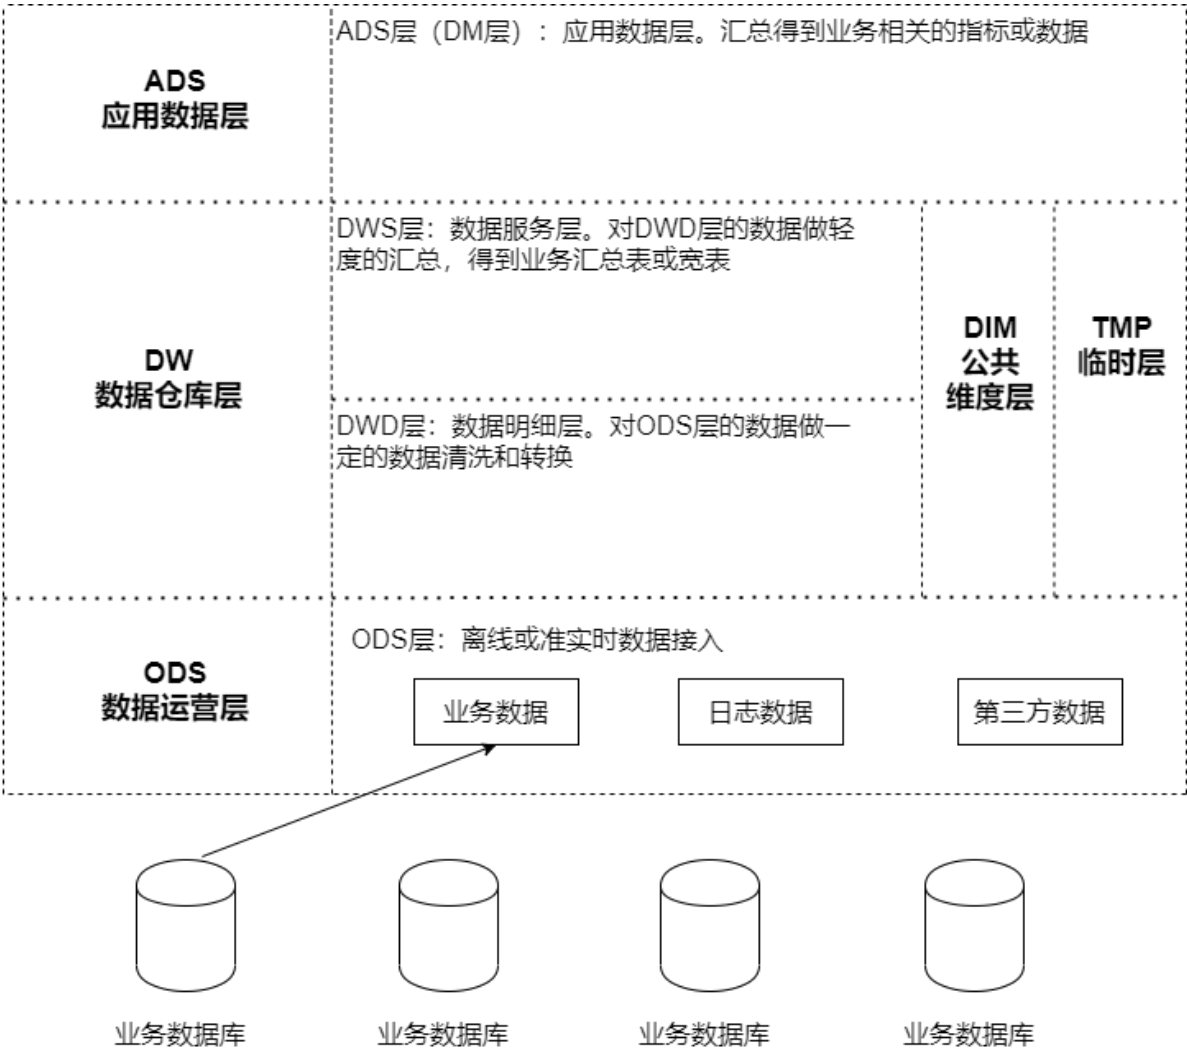 ADS
应用数据层
ADS层（DM层）：应用数据层。汇总得到业务相关的指标或数据
DW
数据仓库层
DWS层：数据服务层。对DWD层的数据做轻
度的汇总，得到业务汇总表或宽表
DWD层：数据明细层。对ODS层的数据做一
定的数据清洗和转换
DIM
公共
维度层
TMP
临时层
ODS
数据运营层
ODS层：离线或准实时数据接入
业务数据
日志数据
第三方数据
业务数据库
业务数据库
业务数据库
业务数据库